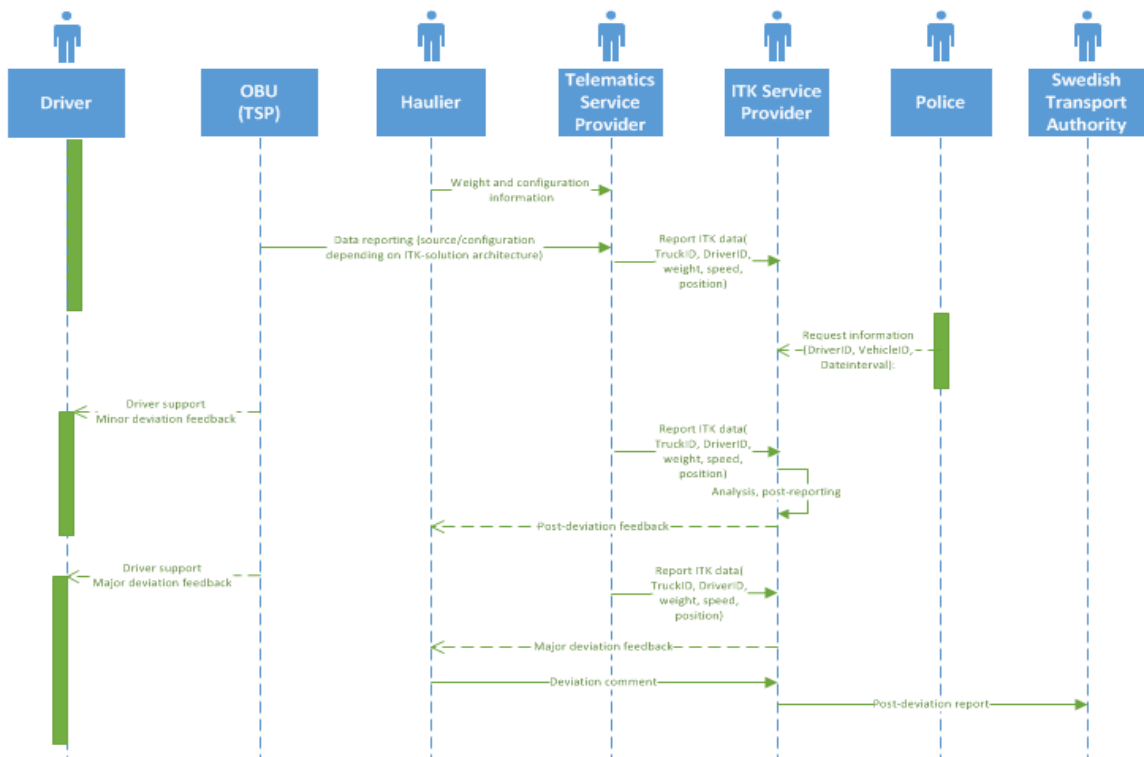 Driver
OBU
(TSP)
Haulier
Telematics
Service
Provider
ITK Service
Provider
Police
Swedish
Transport
Authority
Weight and configuration
information
Data reporting (source/configuration
depending on ITK-solution architecture)
Report ITK data(
TruckID, DriverID,
weight, speed,
position)
Request information
(DriverID, VehicleID,
Dateinterval):
Driver support
Minor deviation feedback
Report ITK data(
TruckID, DriverID,
weight, speed,
position)
Analysis, post-reporting
Post-deviation feedback
Driver support
Major deviation feedback
Report ITK data(
TruckID, DriverID,
weight, speed,
position)
Major deviation feedback
Deviation comment
Post-deviation report